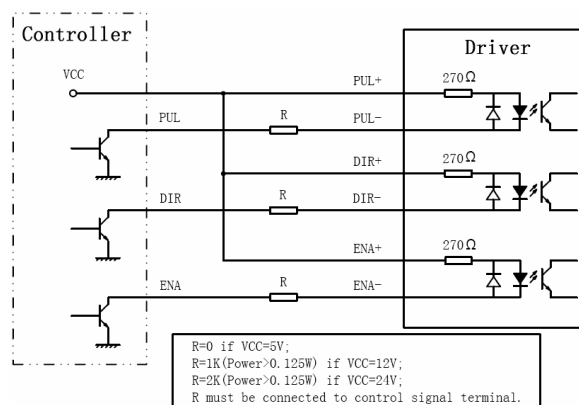 Controller
Driver
VCC
PUL+
270Ω
PUL
R
PUL-
DIR+
270Ω
DIR
R
DIR-
ENA+
270Ω
ENA
R
ENA-
R=0 if VCC=5V;
R=1K(Power>0.125W) if VCC=12V;
R=2K(Power>0.125W) if VCC=24V;
R must be connected to control signal terminal.